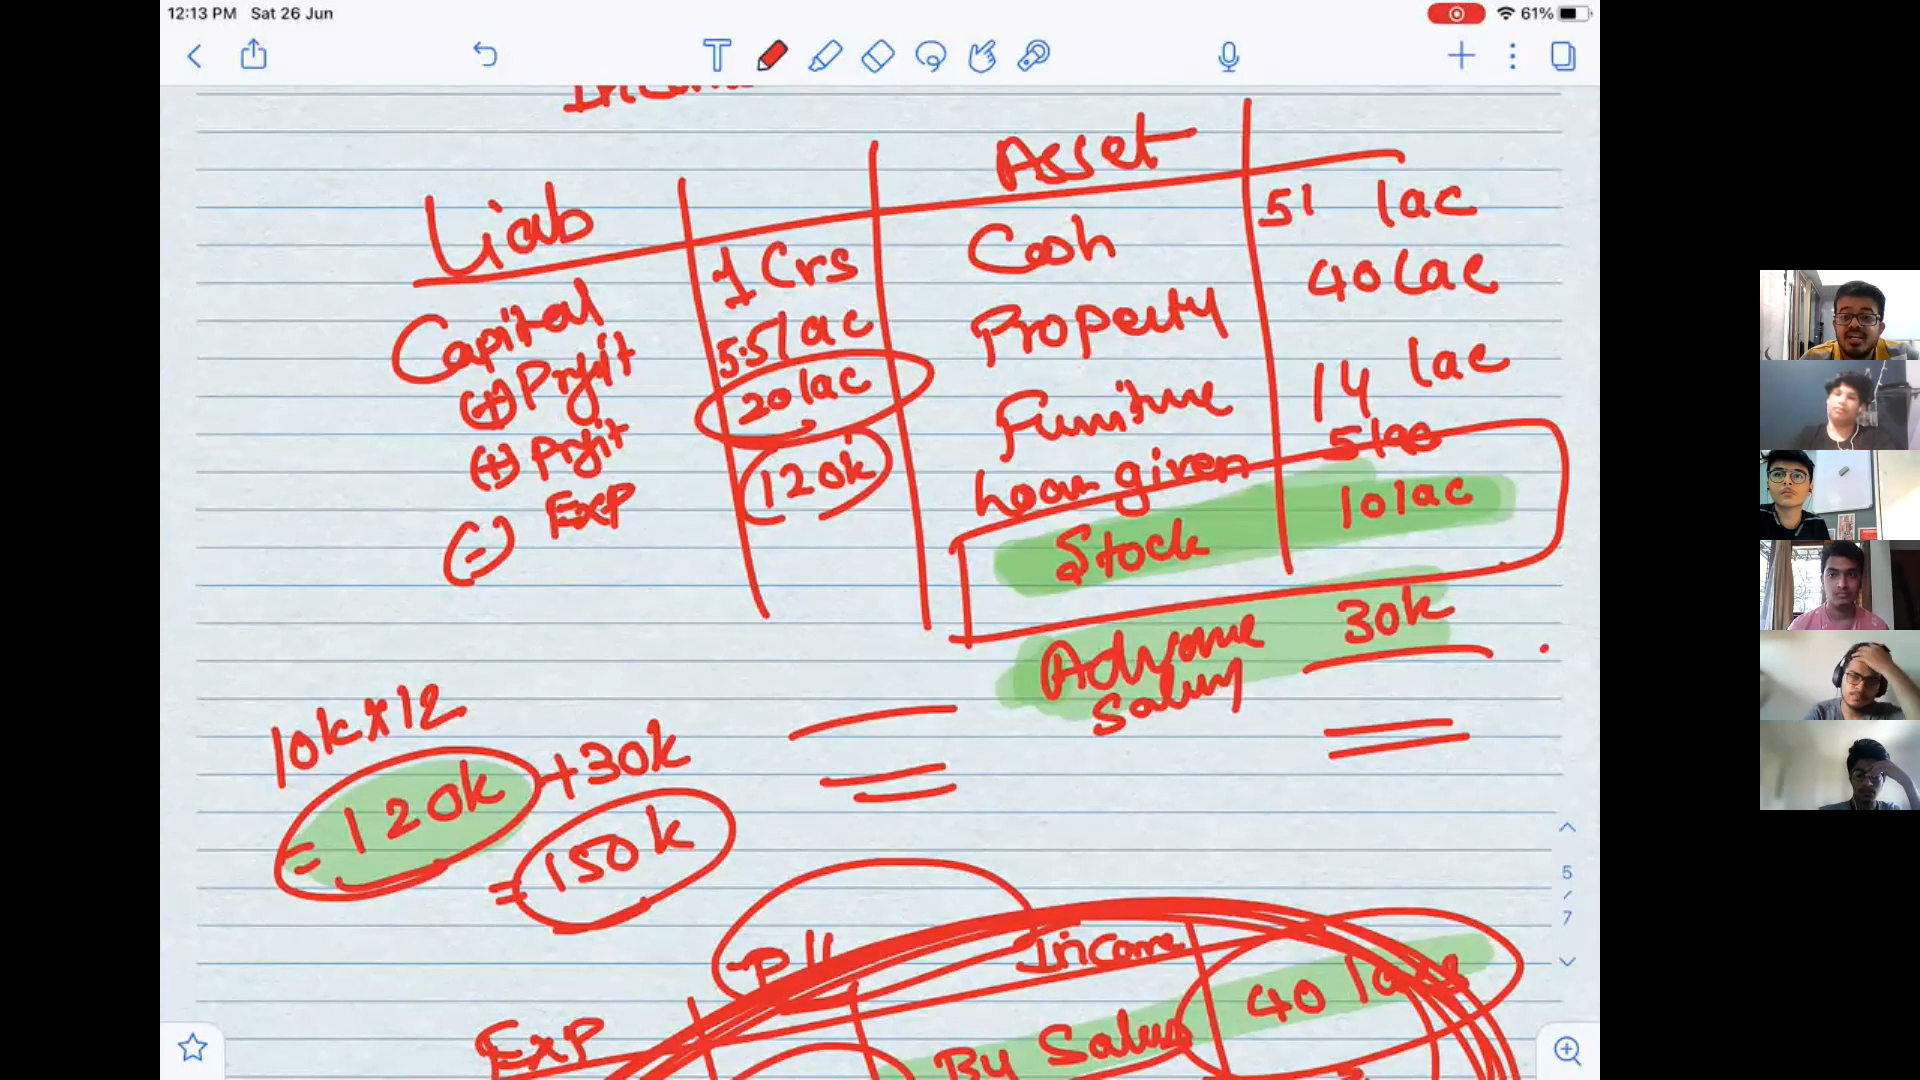 12:13 PM Sat 26 Jun
61%
Liab
Asset
Capital 1 Crs
(+) Profit 5.5 lac
(+) Profit 20 lac
(-) Exp 120k
Cash 51 lac
Property 40 lac
Furniture 14 lac
Loan given 5 lac
Stock 10 lac
Advance Salary 30k
10k x 12
= 120k + 30k
= 150k
5
/
7
P/L
Exp
Income
By 40